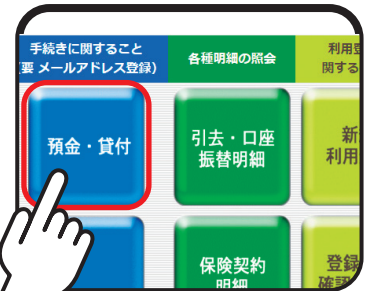 手続きに関すること
要 メールアドレス登録)
各種明細の照会
利用登
関する
預金・貸付
引去・口座
振替明細
新
利用
保険契約
明細
登録
確認